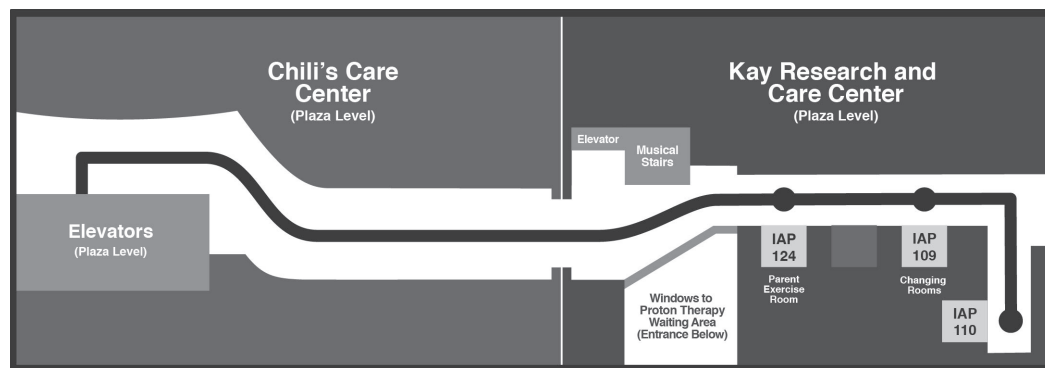 Chili's Care
Center
(Plaza Level)
Kay Research and
Care Center
(Plaza Level)
Elevator
Musical
Stairs
Elevators
(Plaza Level)
IAP
124
Parent
Exercise
Room
IAP
109
Changing
Rooms
Windows to
Proton Therapy
Waiting Area
(Entrance Below)
IAP
110